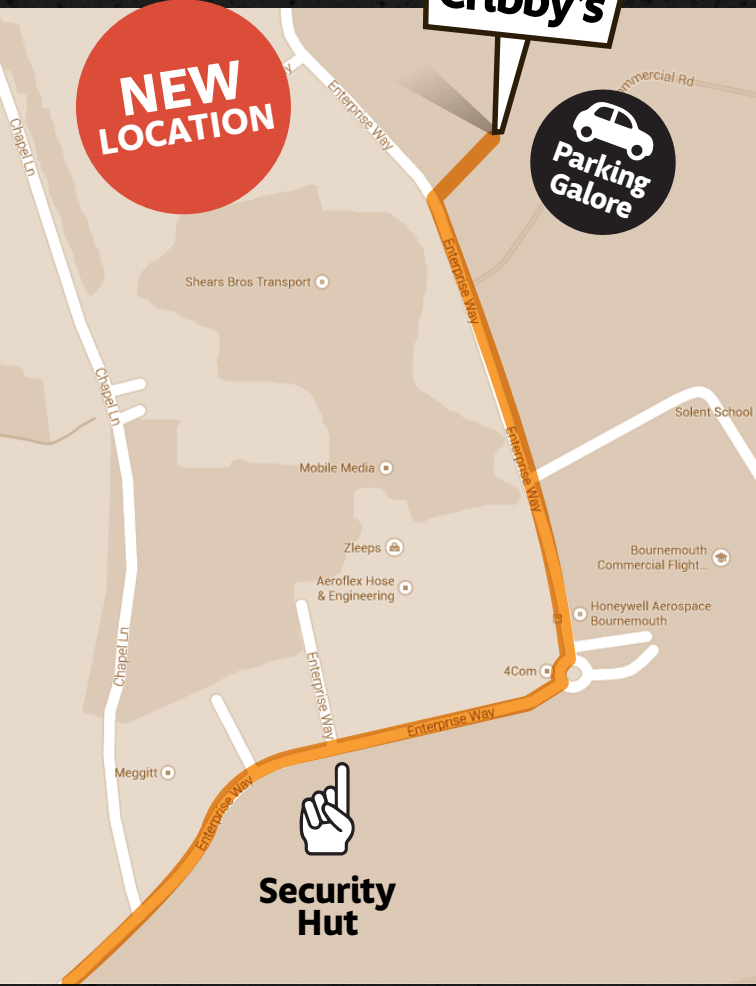 Cribby's
NEW
LOCATION
Enterprise Way
Chapel Ln
Parking
Galore
Enterprise Way
Shears Bros Transport
Chapel Ln
Solent School
Enterprise Way
Mobile Media
Zleeps
Bournemouth
Commercial Flight...
Aeroflex Hose
& Engineering
Honeywell Aerospace
Bournemouth
Chapel Ln
4Com
Enterprise Way
Enterprise Way
Meggitt
Enterprise Way
Security
Hut